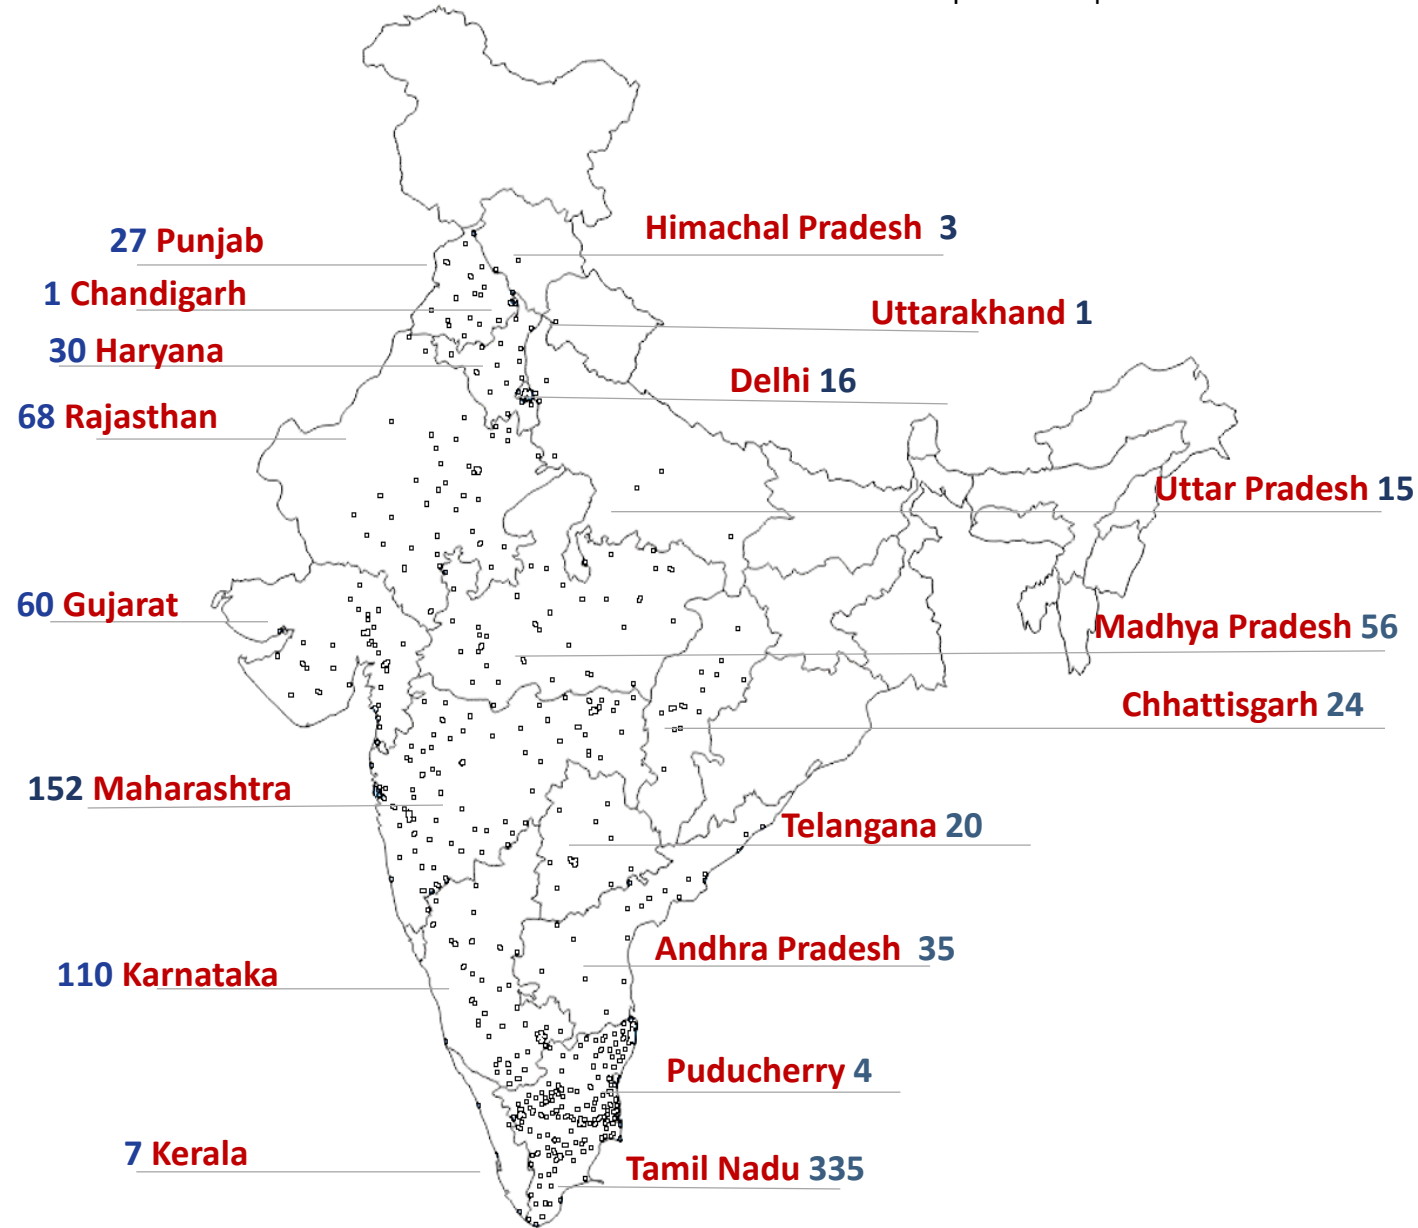 Himachal Pradesh 3
27 Punjab
1 Chandigarh
Uttarakhand 1
30 Haryana
Delhi 16
68 Rajasthan
Uttar Pradesh 15
60 Gujarat
Madhya Pradesh 56
Chhattisgarh 24
152 Maharashtra
Telangana 20
Andhra Pradesh 35
110 Karnataka
Puducherry 4
7 Kerala
Tamil Nadu 335